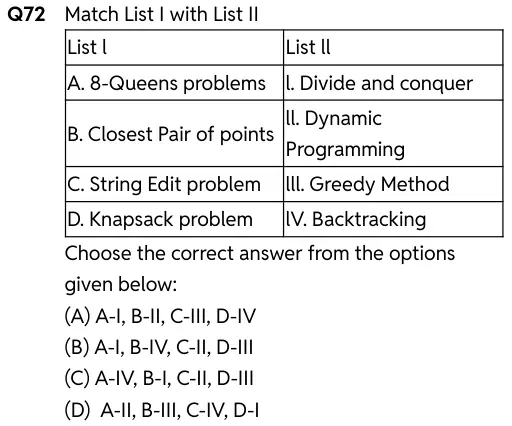 Q72 Match List I with List II
List l List ll
A. 8-Queens problems l. Divide and conquer
B. Closest Pair of points ll. Dynamic Programming
C. String Edit problem lll. Greedy Method
D. Knapsack problem lV. Backtracking
Choose the correct answer from the options
given below:
(A) A-I, B-II, C-III, D-IV
(B) A-I, B-IV, C-II, D-III
(C) A-IV, B-I, C-II, D-III
(D) A-II, B-III, C-IV, D-I